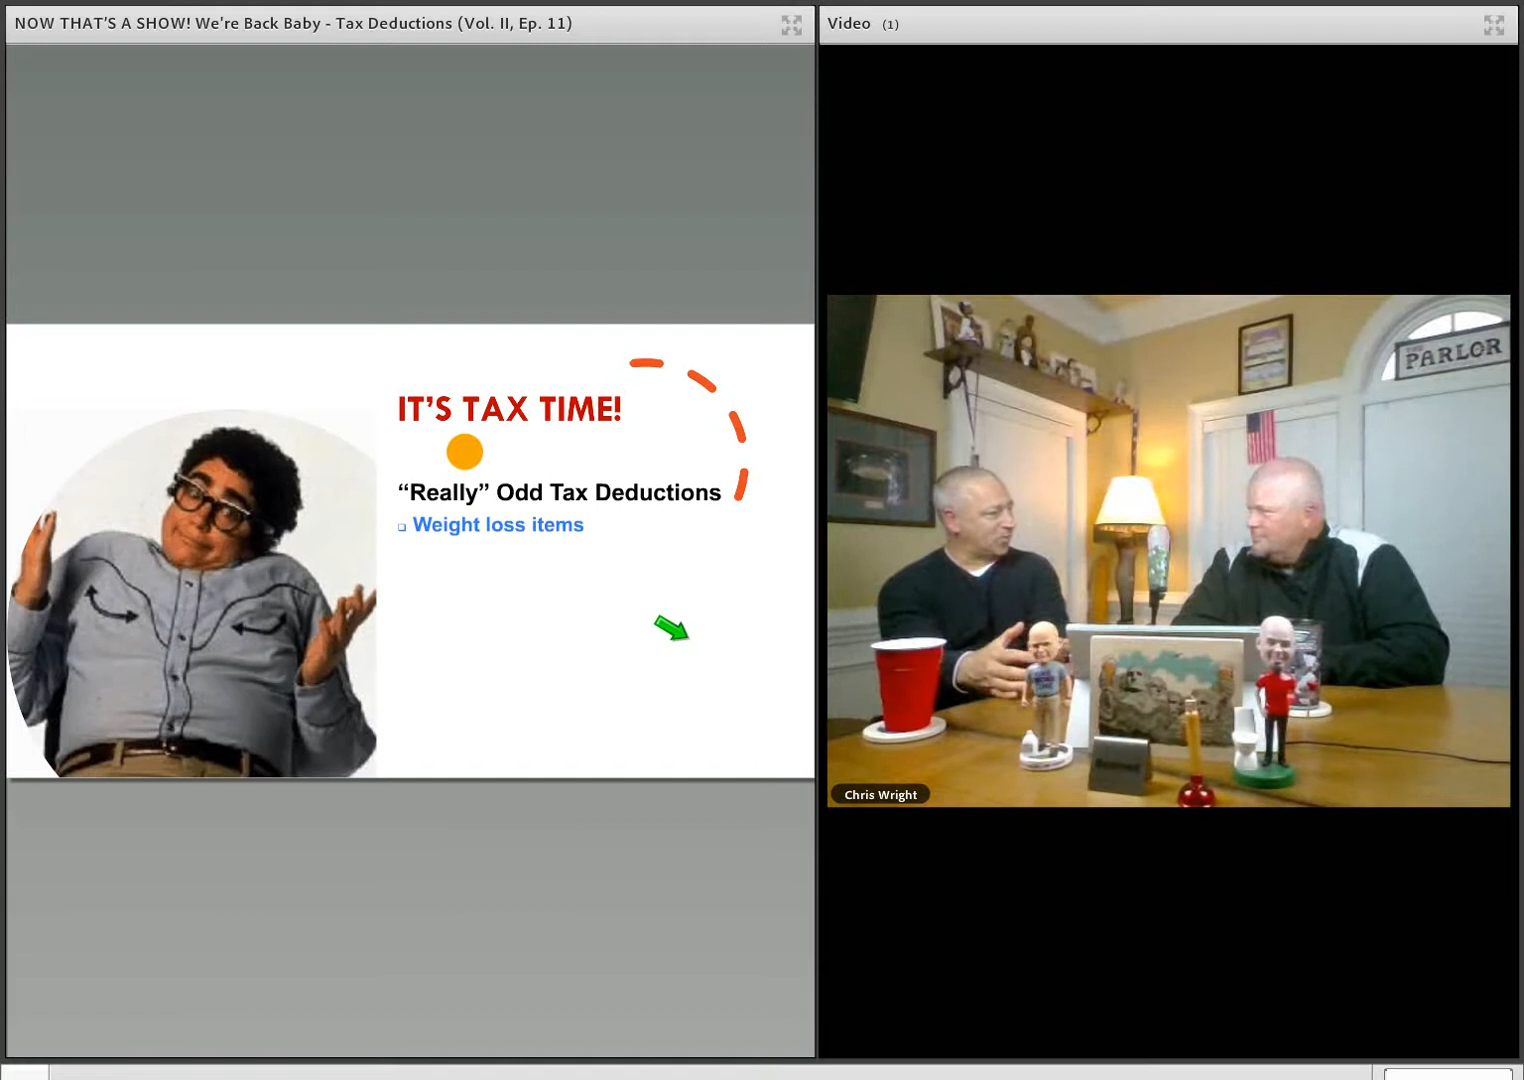 NOW THAT'S A SHOW! We're Back Baby - Tax Deductions (Vol. II, Ep. 11)
Video (1)
IT'S TAX TIME!
“Really” Odd Tax Deductions
Weight loss items
THE
PARLOR
Chris Wright